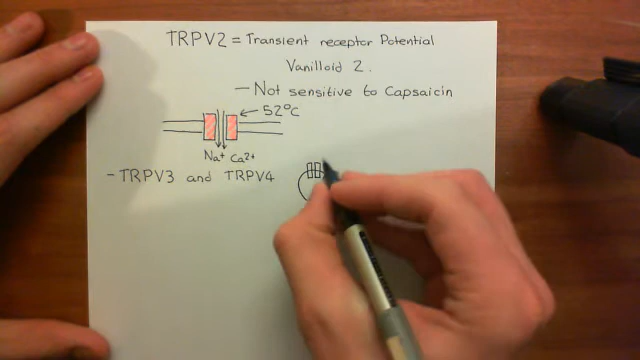 TRPV2 = Transient receptor Potential
Vanilloid 2.
- Not sensitive to Capsaicin
52°C
Na+ Ca2+
- TRPV3 and TRPV4